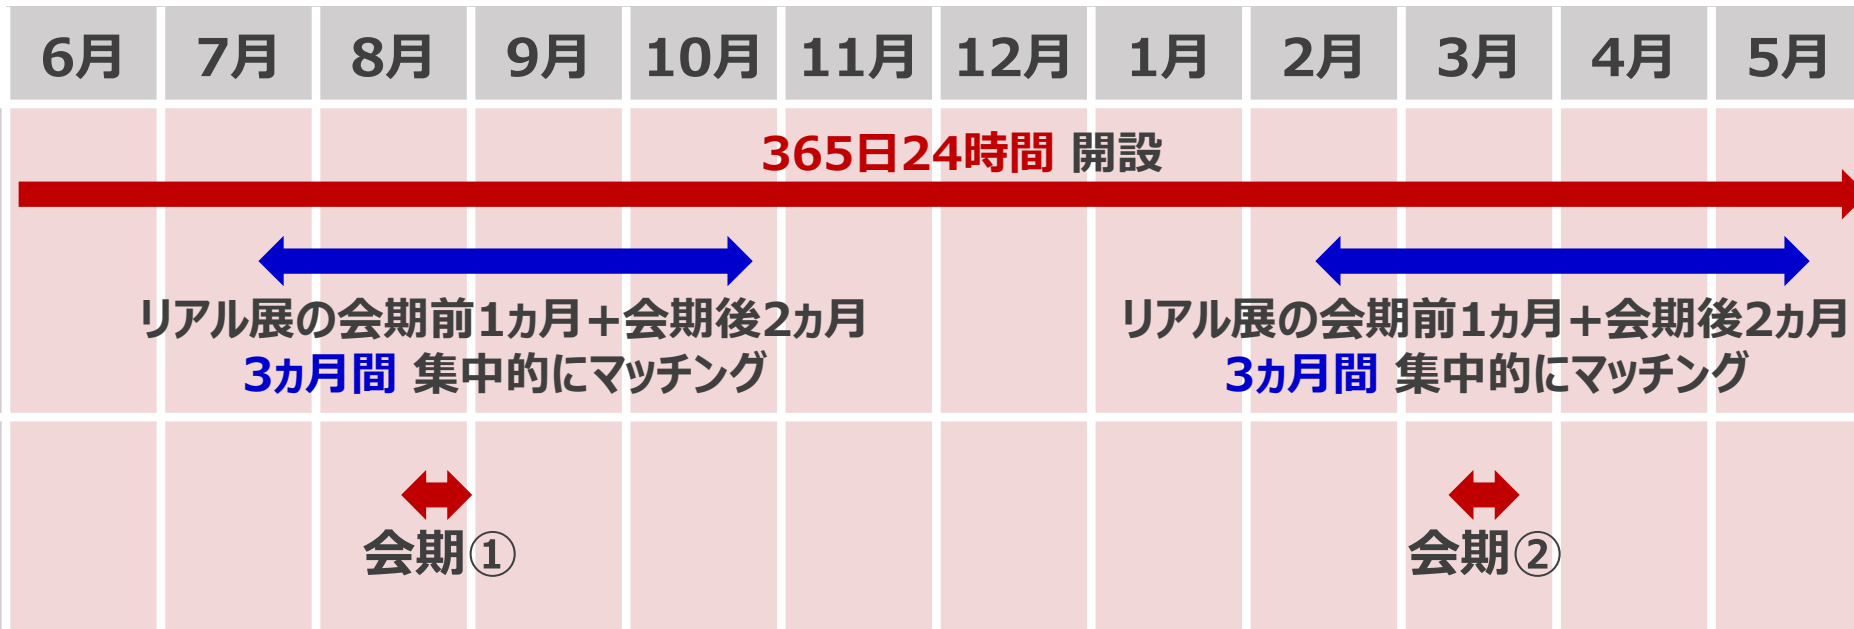 6月 7月 8月 9月 10月 11月 12月 1月 2月 3月 4月 5月
365日24時間 開設
リアル展の会期前1ヵ月+会期後2ヵ月
3ヵ月間 集中的にマッチング
リアル展の会期前1ヵ月+会期後2ヵ月
3ヵ月間 集中的にマッチング
会期①
会期②